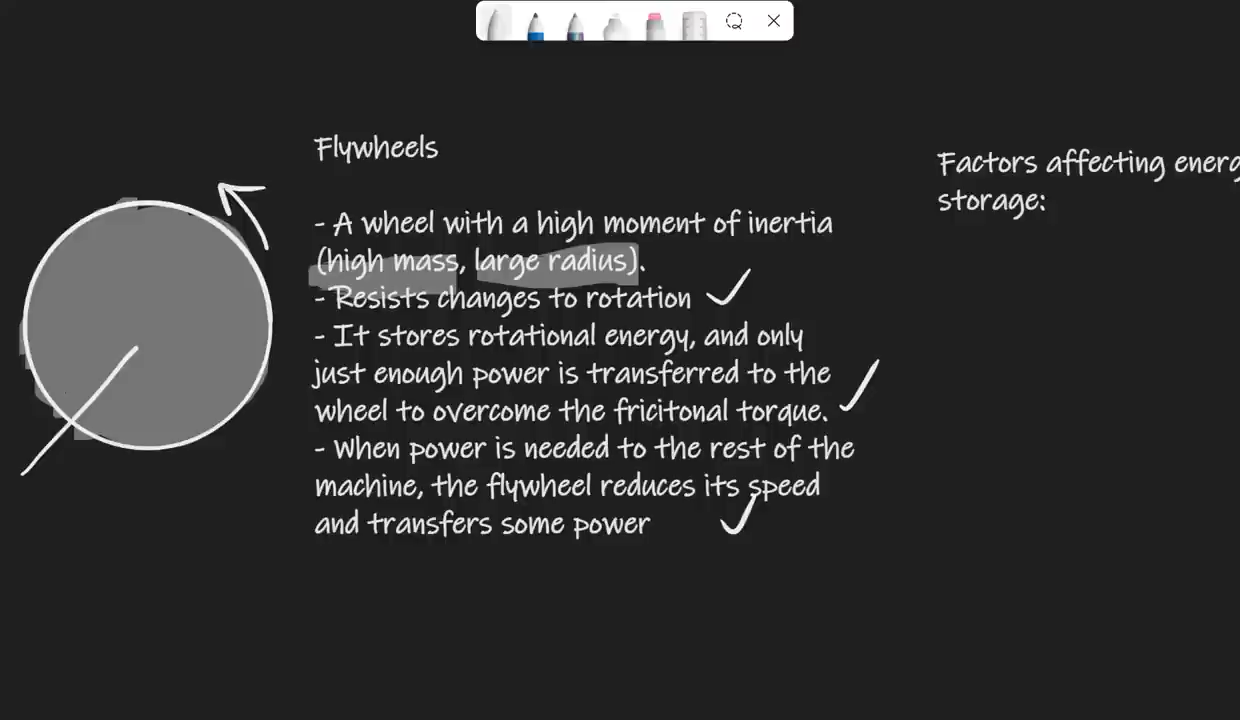 Flywheels
- A wheel with a high moment of inertia
(high mass, large radius).
- Resists changes to rotation
- It stores rotational energy, and only
just enough power is transferred to the
wheel to overcome the fricitonal torque.
- When power is needed to the rest of the
machine, the flywheel reduces its speed
and transfers some power
Factors affecting energ
storage: